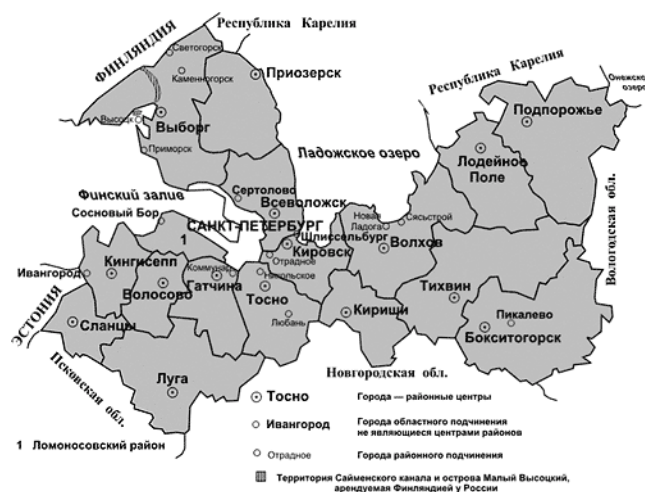 Республика Карелия
ФИНЛЯНДИЯ
Светогорск
Каменногорск
Приозерск
Республика Карелия
Онежское
озеро
Подпорожье
Высоцк
Выборг
Приморск
Ладожское озеро
Лодейное
Поле
Финский залив
Сертолово
Всеволожск
Сосновый Бор
САНКТ-ПЕТЕРБУРГ
1
Новая
Ладога
Сясьстрой
Вологодская обл.
Шлиссельбург
Кировск
Волхов
Отрадное
Ивангород
Кингисепп
Коммунар
Никольское
Волосово
Гатчина
Тосно
Тихвин
ЭСТОНИЯ
Сланцы
Любань
Кириши
Пикалево
Бокситогорск
Псковская обл.
Луга
Новгородская обл.
Тосно
Города — районные центры
Ивангород
Города областного подчинения
не являющиеся центрами районов
1 Ломоносовский район
Отрадное
Города районного подчинения
Территория Сайменского канала и острова Малый Высоцкий,
арендуемая Финляндией у России